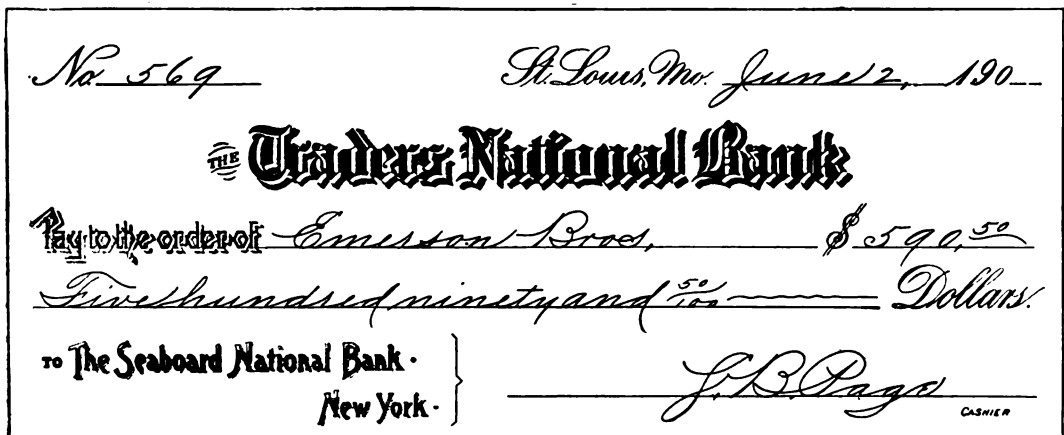 No. 569 St. Louis, Mo. June 2, 190
THE Traders National Bank
Pay to the order of Emerson Bros, $590.50
Five hundred ninety and 50/100 Dollars.
TO The Seaboard National Bank.
New York.
J. B. Page
CASHIER